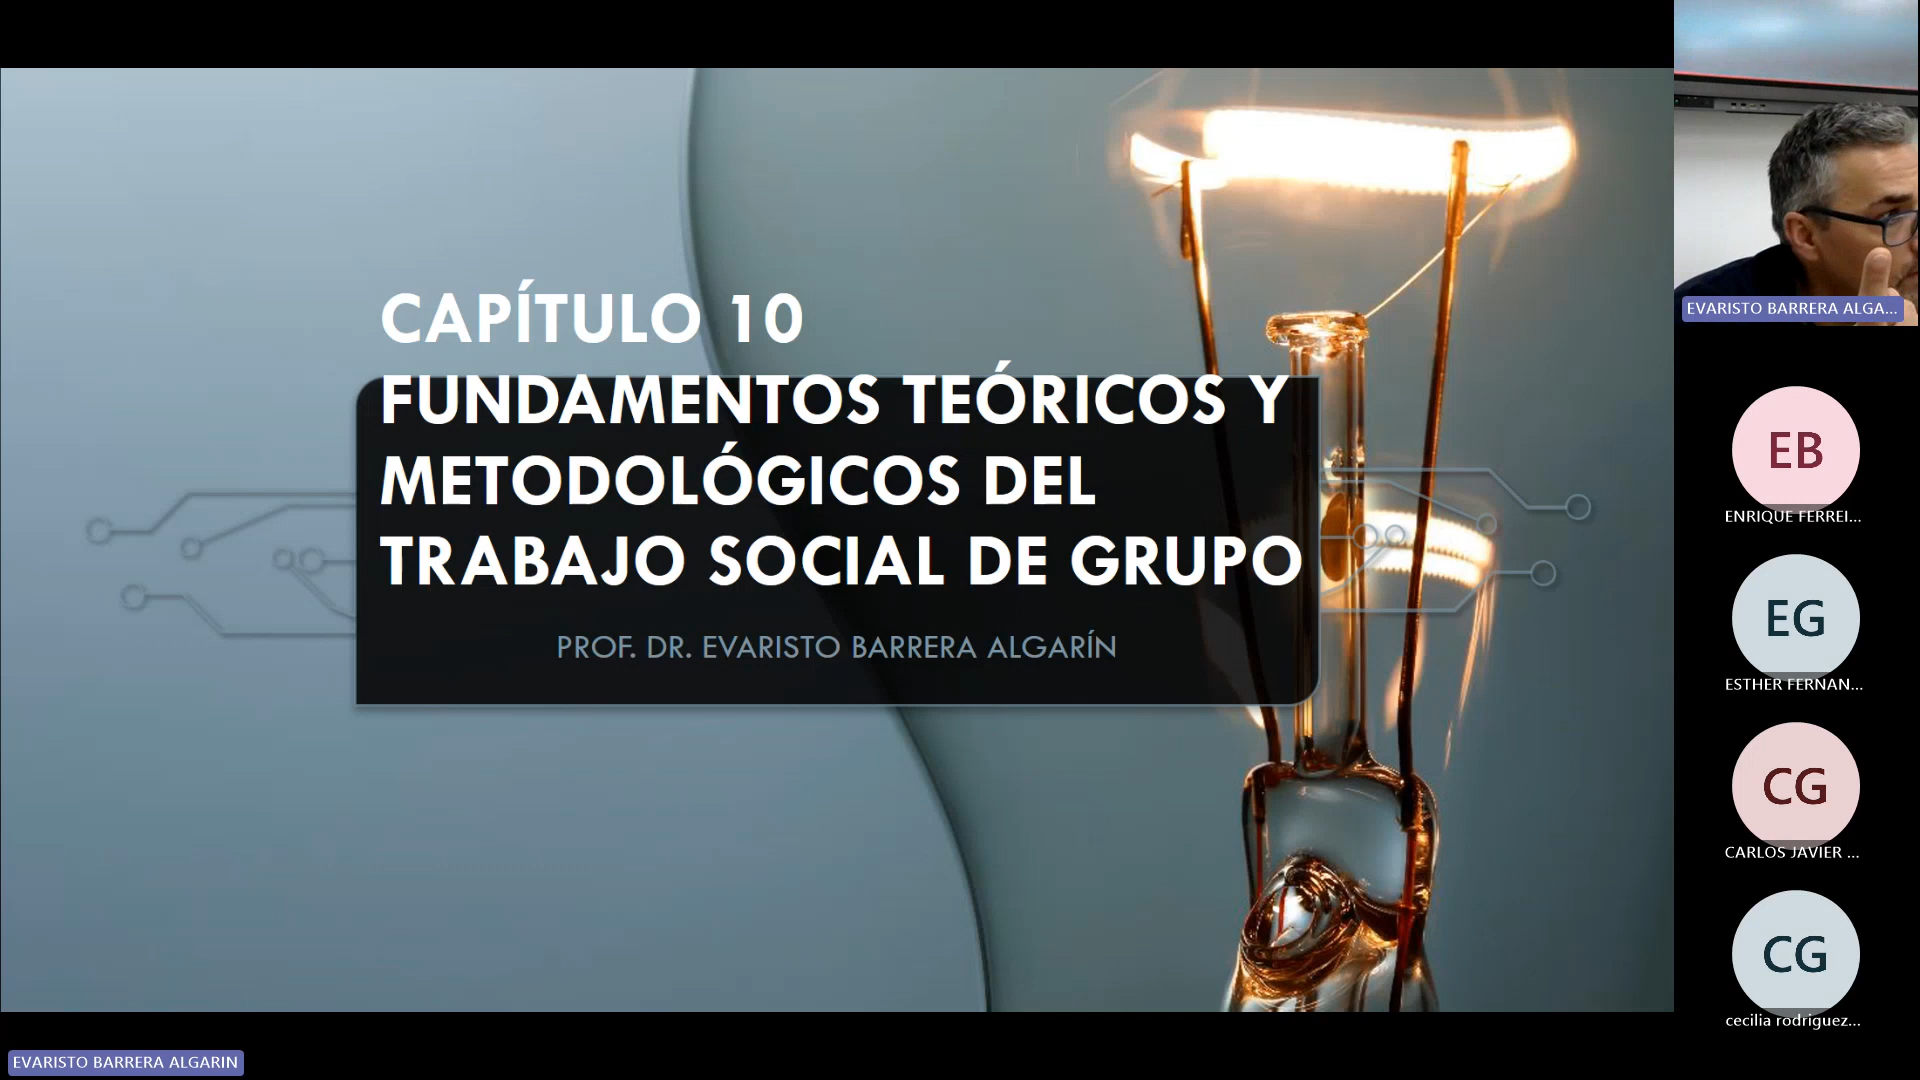 CAPÍTULO 10
FUNDAMENTOS TEÓRICOS Y
METODOLÓGICOS DEL
TRABAJO SOCIAL DE GRUPO
PROF. DR. EVARISTO BARRERA ALGARÍN
EVARISTO BARRERA ALGA...
EB
ENRIQUE FERREI...
EG
ESTHER FERNAN...
CG
CARLOS JAVIER ...
CG
cecilia rodriguez...
EVARISTO BARRERA ALGARIN